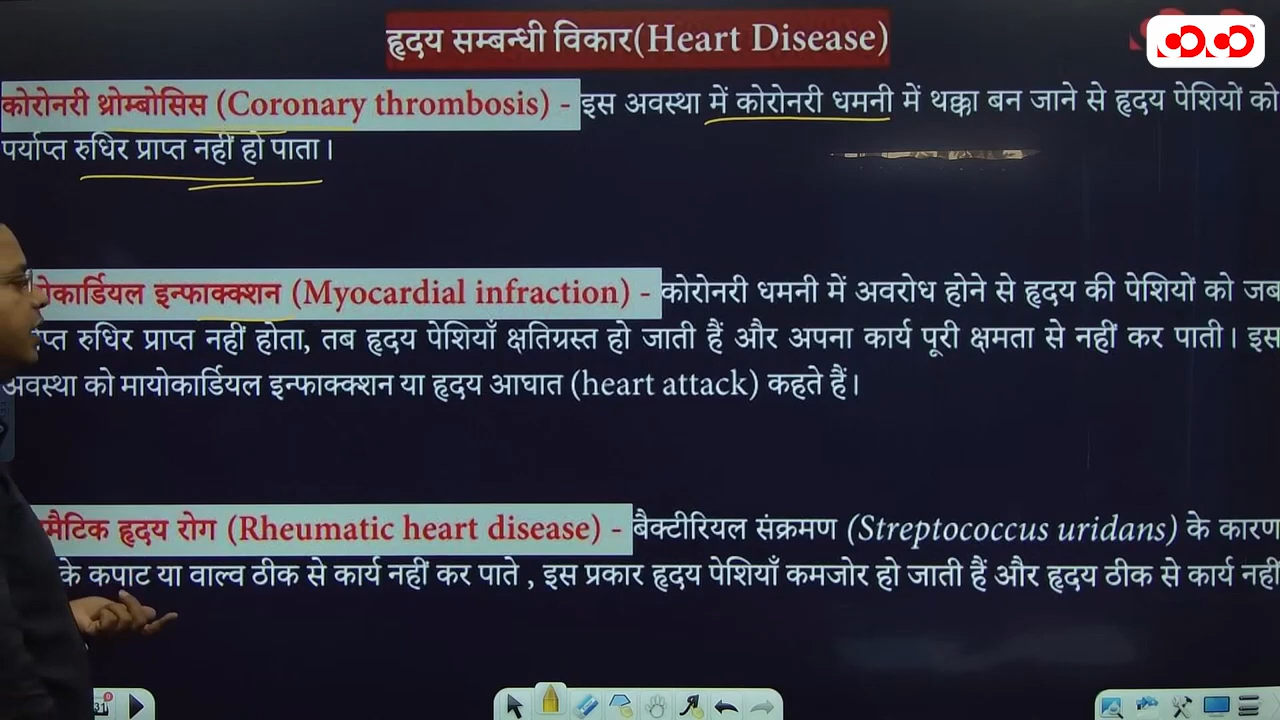 हृदय सम्बन्धी विकार(Heart Disease)
कोरोनरी थ्रोम्बोसिस (Coronary thrombosis) - इस अवस्था में कोरोनरी धमनी में थक्का बन जाने से हृदय पेशियों को
पर्याप्त रुधिर प्राप्त नहीं हो पाता।
इन्फाक्क्शन (Myocardial infraction) - कोरोनरी धमनी में अवरोध होने से हृदय की पेशियों को जब
रुधिर प्राप्त नहीं होता, तब हृदय पेशियाँ क्षतिग्रस्त हो जाती हैं और अपना कार्य पूरी क्षमता से नहीं कर पाती। इस
अवस्था को मायोकार्डियल इन्फाक्क्शन या हृदय आघात (heart attack) कहते हैं।
हृदय रोग (Rheumatic heart disease) - बैक्टीरियल संक्रमण (Streptococcus uridans) के कारण
के कपाट या वाल्व ठीक से कार्य नहीं कर पाते , इस प्रकार हृदय पेशियाँ कमजोर हो जाती हैं और हृदय ठीक से कार्य नहीं